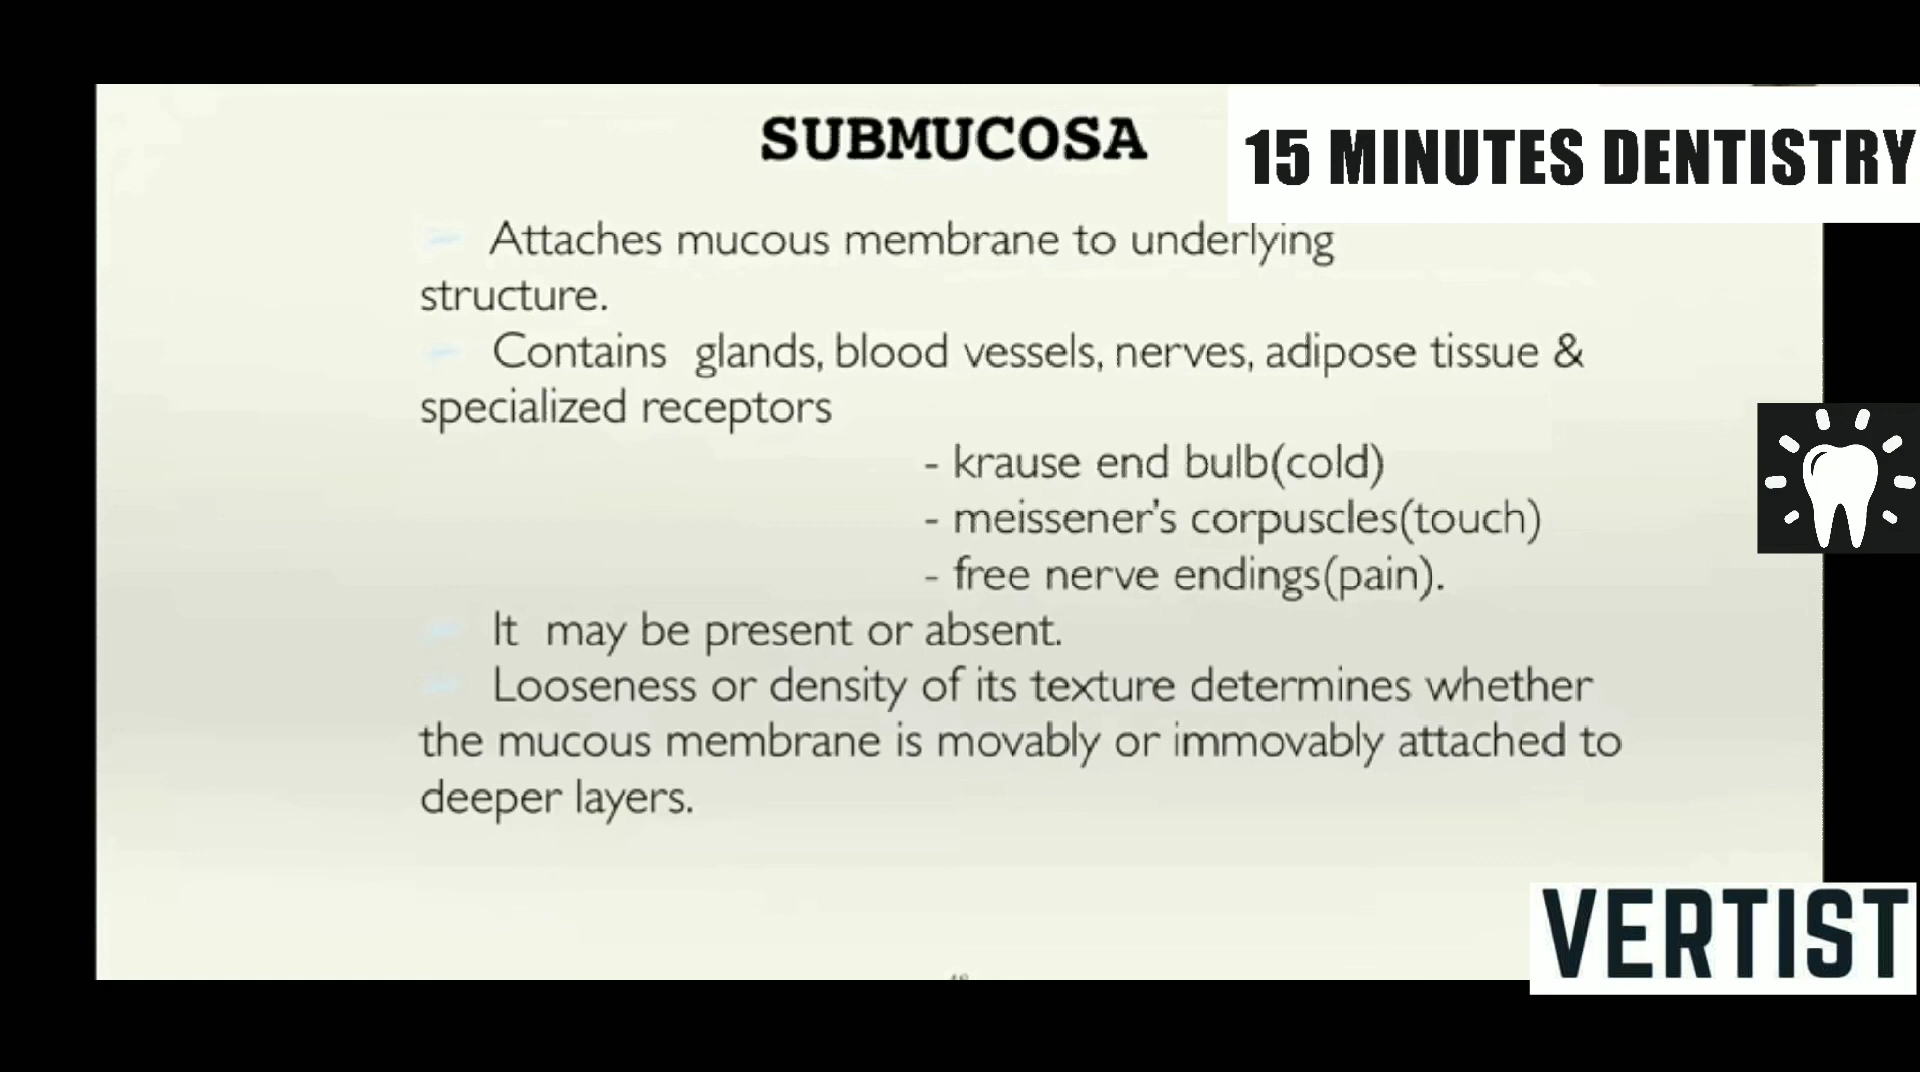 SUBMUCOSA
15 MINUTES DENTISTRY
Attaches mucous membrane to underlying
structure.
Contains glands, blood vessels, nerves, adipose tissue &
specialized receptors
- krause end bulb(cold)
- meissener's corpuscles(touch)
- free nerve endings(pain).
It may be present or absent.
Looseness or density of its texture determines whether
the mucous membrane is movably or immovably attached to
deeper layers.
VERTIST